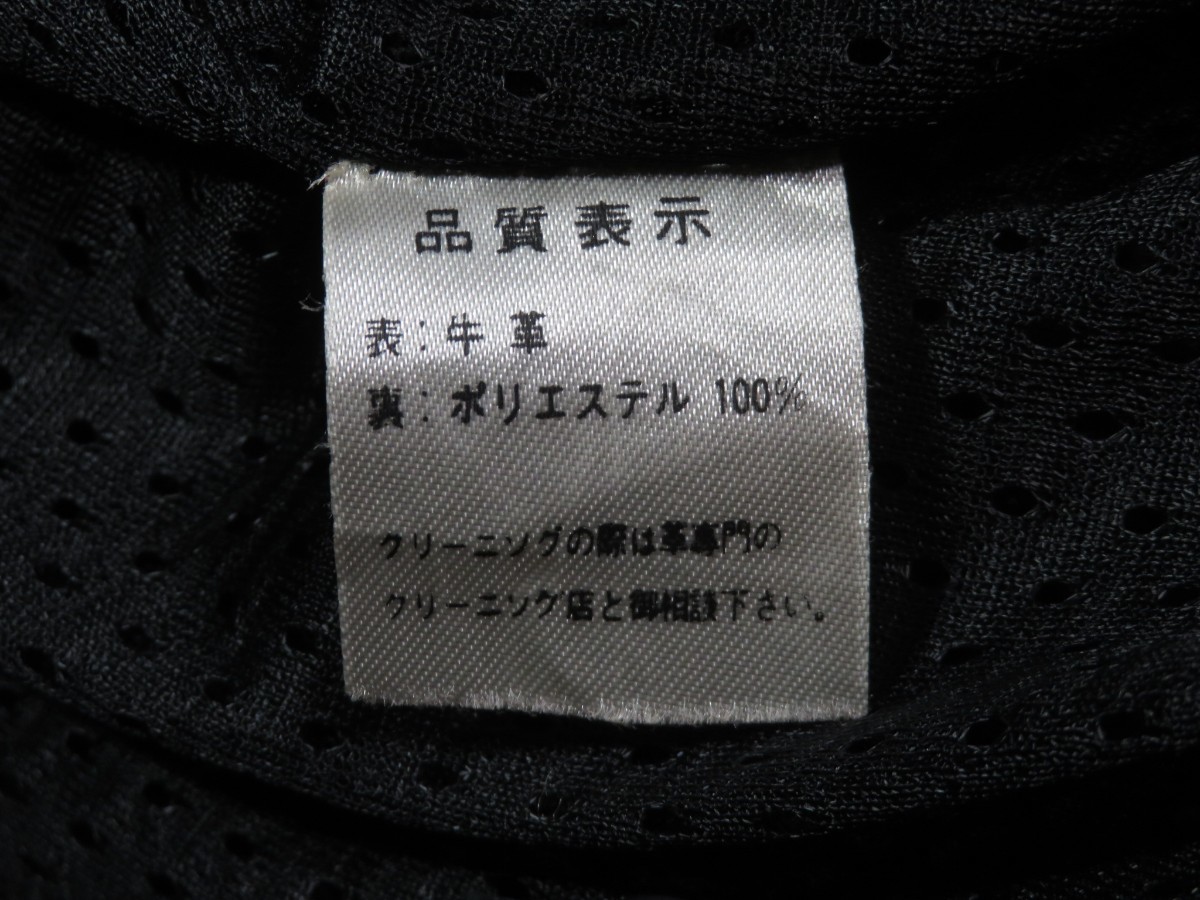 品質表示
表:牛革
裏:ポリエステル 100%
クリーニングの際は革専門の
クリーニング店と御相談下さい。